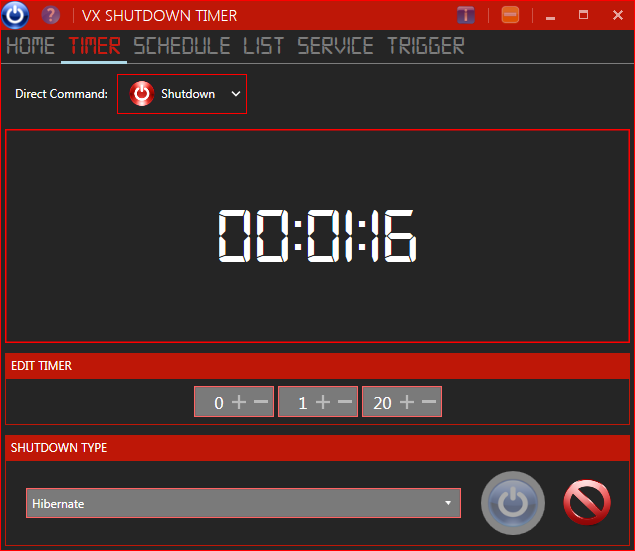 VX SHUTDOWN TIMER
HOME TIMER SCHEDULE LIST SERVICE TRIGGER
Direct Command: Shutdown
00:01:16
EDIT TIMER
0 + − 1 + − 20 + −
SHUTDOWN TYPE
Hibernate